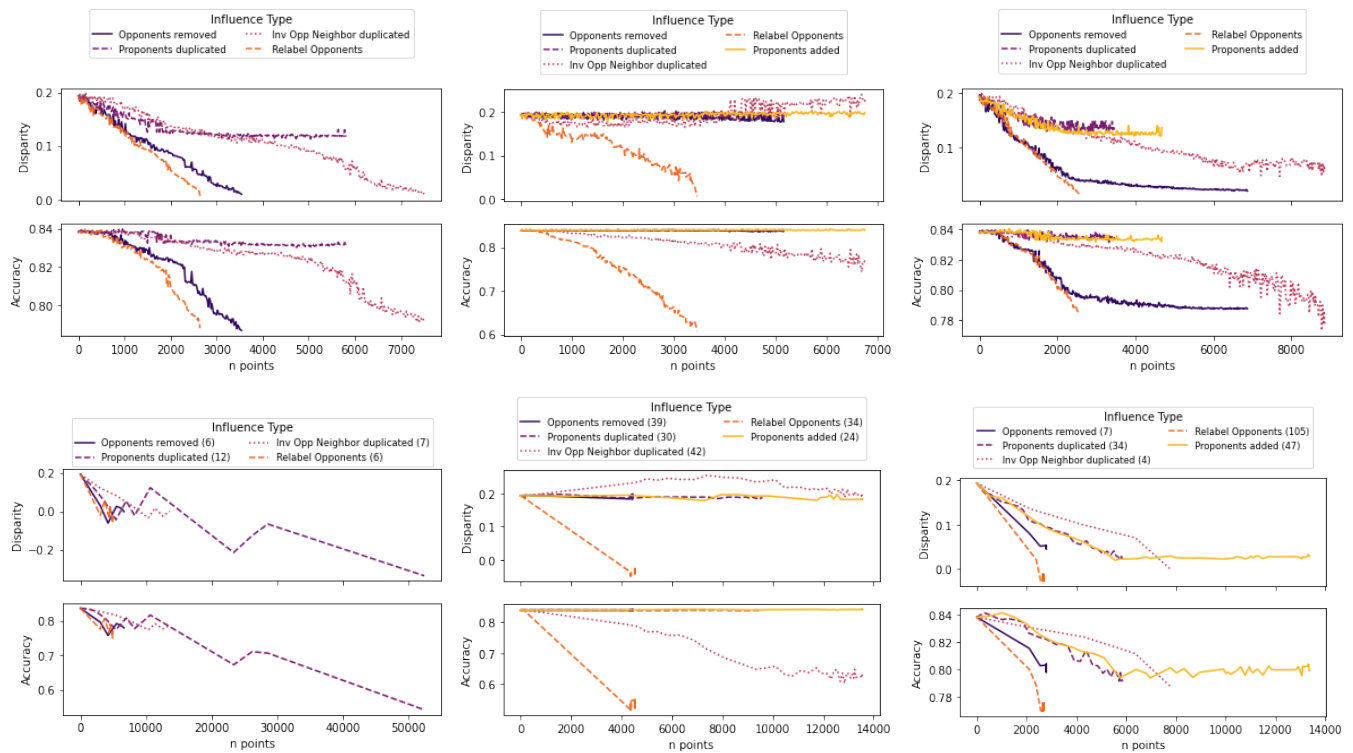 Influence Type
Opponents removed
Inv Opp Neighbor duplicated
Proponents duplicated
Relabel Opponents
0.2
0.1
0.0
Disparity
0.84
0.82
0.80
Accuracy
0 1000 2000 3000 4000 5000 6000 7000
n points
Influence Type
Opponents removed
Relabel Opponents
Proponents duplicated
Proponents added
Inv Opp Neighbor duplicated
0.2
0.1
0.0
Disparity
0.8
0.7
0.6
Accuracy
0 1000 2000 3000 4000 5000 6000 7000
n points
Influence Type
Opponents removed
Relabel Opponents
Proponents duplicated
Proponents added
Inv Opp Neighbor duplicated
0.2
0.1
Disparity
0.84
0.82
0.80
0.78
Accuracy
0 2000 4000 6000 8000
n points
Influence Type
Opponents removed (6)
Inv Opp Neighbor duplicated (7)
Proponents duplicated (12)
Relabel Opponents (6)
0.2
0.0
−0.2
Disparity
0.8
0.6
Accuracy
0 10000 20000 30000 40000 50000
n points
Influence Type
Opponents removed (39)
Relabel Opponents (34)
Proponents duplicated (30)
Proponents added (24)
Inv Opp Neighbor duplicated (42)
0.2
0.1
0.0
Disparity
0.8
0.7
0.6
Accuracy
0 2000 4000 6000 8000 10000 12000 14000
n points
Influence Type
Opponents removed (7)
Relabel Opponents (105)
Proponents duplicated (34)
Proponents added (47)
Inv Opp Neighbor duplicated (4)
0.2
0.1
0.0
Disparity
0.84
0.82
0.80
0.78
Accuracy
0 2000 4000 6000 8000 10000 12000 14000
n points